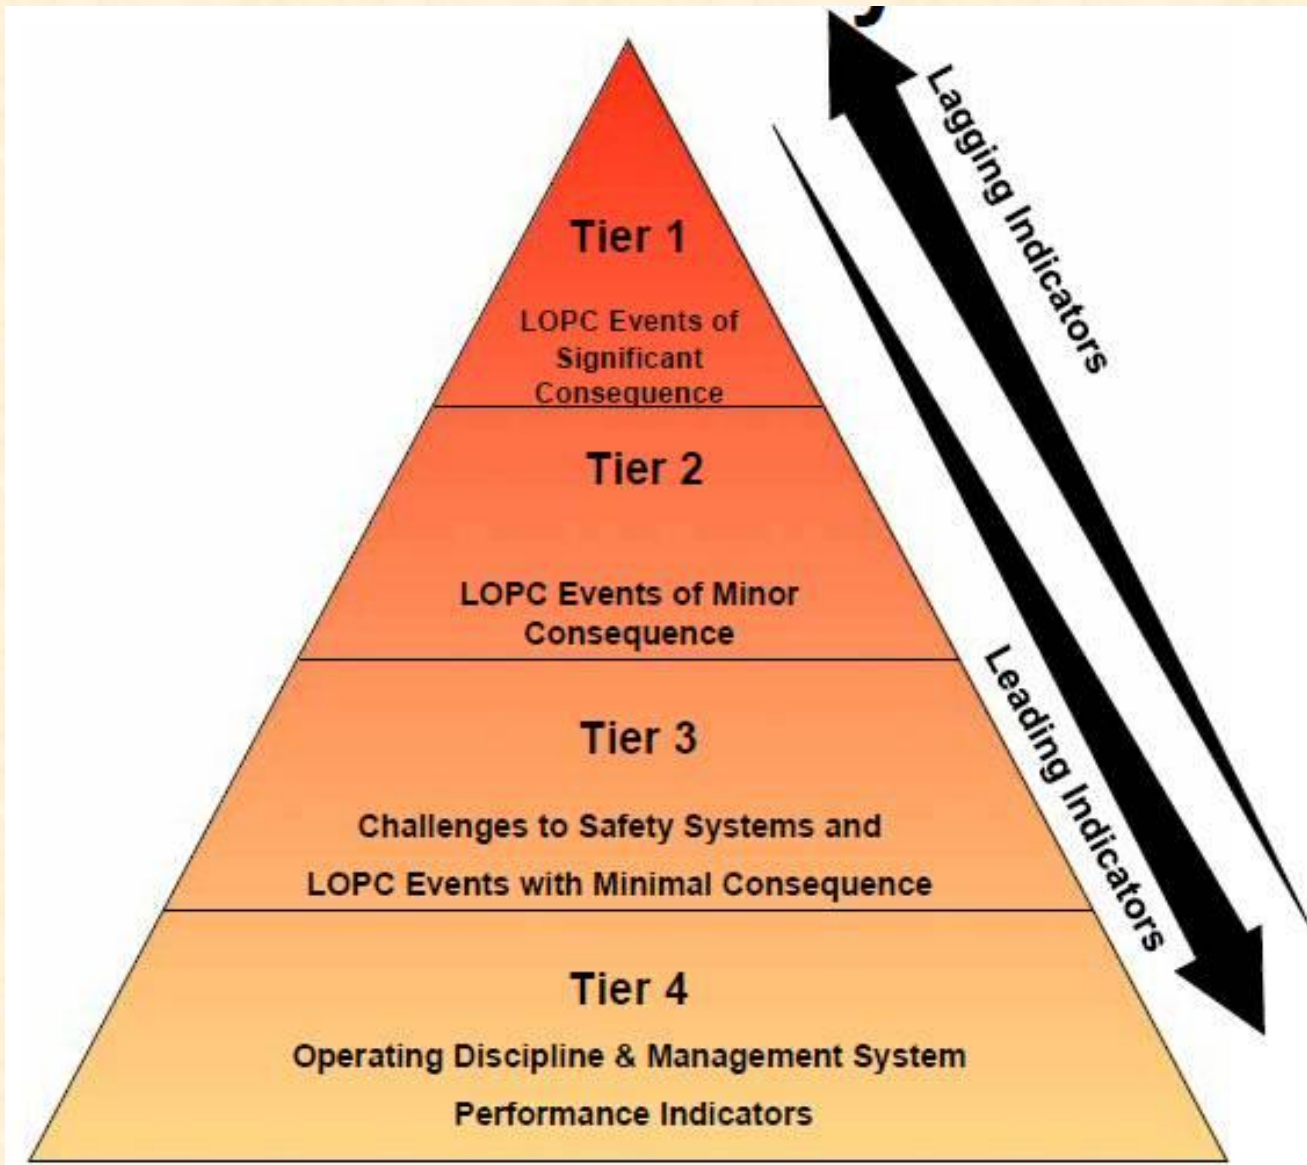 Tier 1
LOPC Events of
Significant
Consequence
Tier 2
LOPC Events of Minor
Consequence
Tier 3
Challenges to Safety Systems and
LOPC Events with Minimal Consequence
Tier 4
Operating Discipline & Management System
Performance Indicators
Lagging Indicators
Leading Indicators